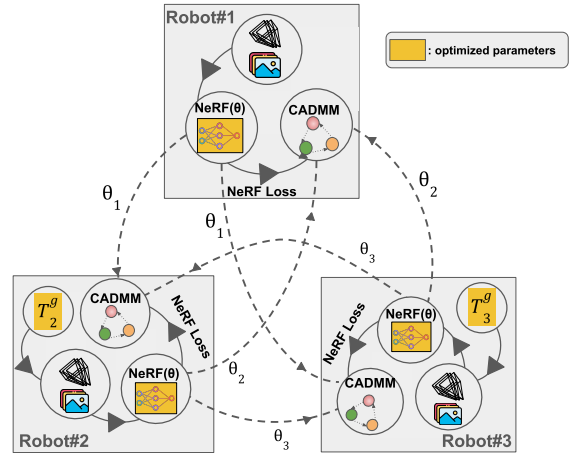 Robot#1
: optimized parameters
NeRF(θ)
CADMM
NeRF Loss
θ1
θ1
θ2
θ3
CADMM
T2g
NeRF Loss
NeRF(θ)
θ2
θ3
Robot#2
NeRF(θ)
T3g
NeRF Loss
CADMM
Robot#3